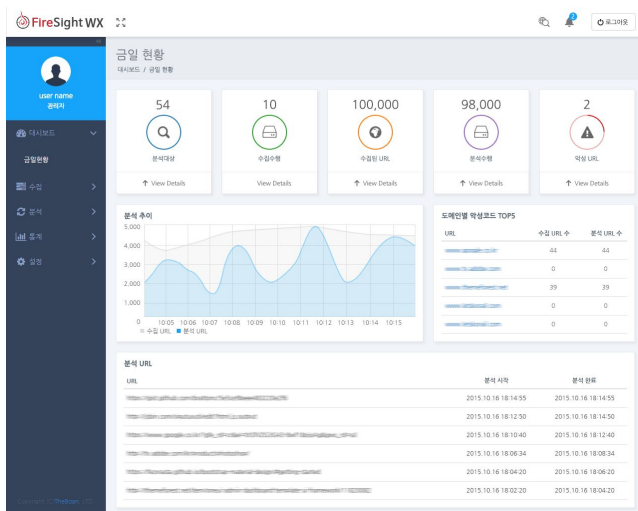 FireSight WX
로그아웃
user name
관리자
대시보드
금일현황
수집
분석
통계
설정
금일 현황
대시보드 / 금일 현황
54
분석대상
View Details
10
수집수행
View Details
100,000
수집된 URL
View Details
98,000
분석수행
View Details
2
악성 URL
View Details
분석 추이
5,000
4,000
3,000
2,000
1,000
0
10:05 10:06 10:07 10:08 10:09 10:10 10:11 10:12 10:13 10:14 10:15
수집 URL 분석 URL
도메인별 악성코드 TOP5
URL 수집 URL 수 분석 URL 수
44 44
0 0
39 39
0 0
0 0
분석 URL
URL 분석 시작 분석 완료
2015.10.16 18:14:55 2015.10.16 18:14:55
2015.10.16 18:12:50 2015.10.16 18:14:50
2015.10.16 18:10:40 2015.10.16 18:12:40
2015.10.16 18:06:34 2015.10.16 18:08:34
2015.10.16 18:04:20 2015.10.16 18:06:20
2015.10.16 18:02:20 2015.10.16 18:04:20